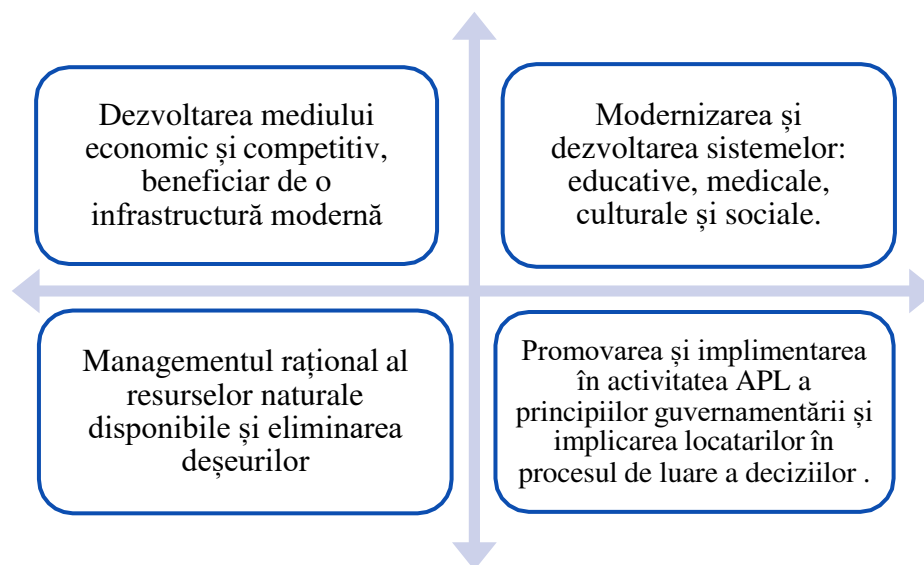 Dezvoltarea mediului
economic și competitiv,
beneficiar de o
infrastructură modernă
Modernizarea și
dezvoltarea sistemelor:
educative, medicale,
culturale și sociale.
Managementul rațional al
resurselor naturale
disponibile și eliminarea
deșeurilor
Promovarea și implimentarea
în activitatea APL a
principiilor guvernamentării și
implicarea locatarilor în
procesul de luare a deciziilor .